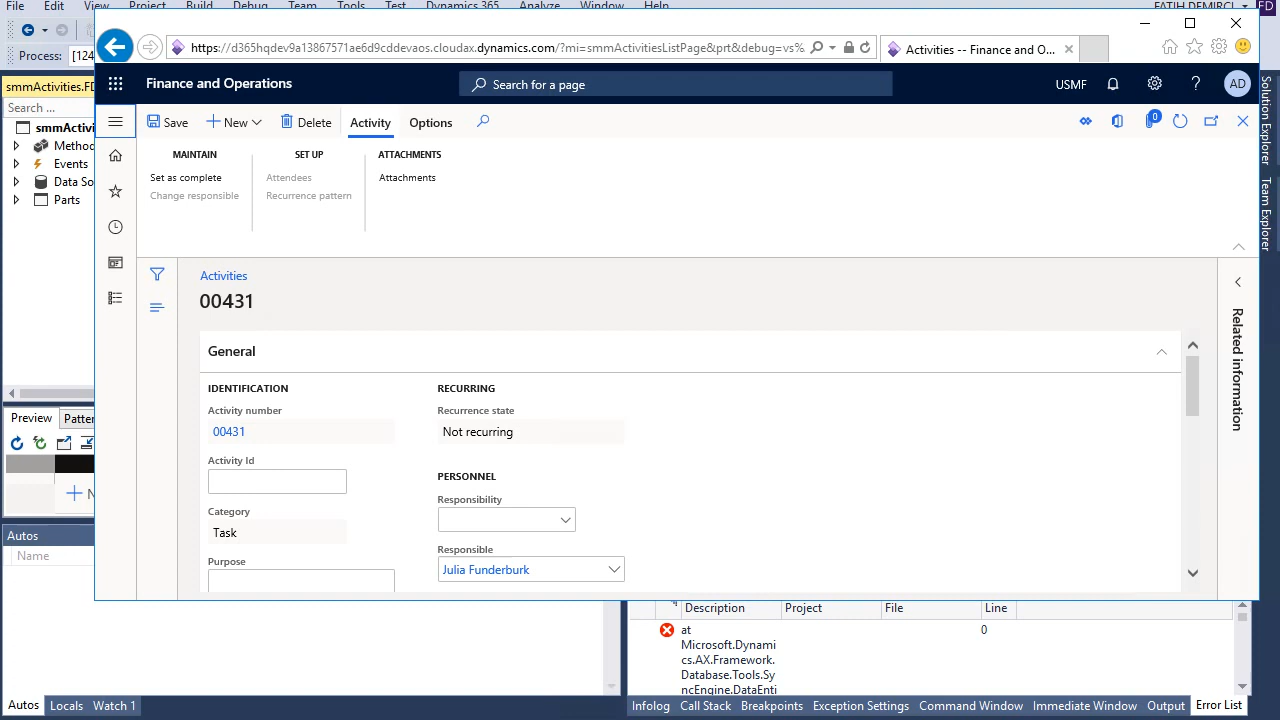 File Edit View Project Build Debug Team Tools Test Dynamics 365 Analyze Window Help FATIH DEMIRCI FD
Process: [124
https://d365hqdev9a13867571ae6d9cddevaos.cloudax.dynamics.com/?mi=smmActivitiesListPage&prt&debug=v
Activities -- Finance and O...
Finance and Operations
Search for a page
USMF
AD
smmActivities.FD
Search ...
smmActivi
Metho
Events
Data So
Parts
Save New Delete Activity Options
0
MAINTAIN
Set as complete
Change responsible
SET UP
Attendees
Recurrence pattern
ATTACHMENTS
Attachments
Activities
00431
General
IDENTIFICATION
Activity number
00431
Activity Id
Category
Task
Purpose
RECURRING
Recurrence state
Not recurring
PERSONNEL
Responsibility
Responsible
Julia Funderburk
Related information
Solution Explorer
Team Explorer
Preview Patter
N
Autos
Name
Description Project File Line
at 0
Microsoft.Dynami
cs.AX.Framework.
Database.Tools.Sy
ncEngine.DataEnti
Autos Locals Watch 1
Infolog Call Stack Breakpoints Exception Settings Command Window Immediate Window Output Error List